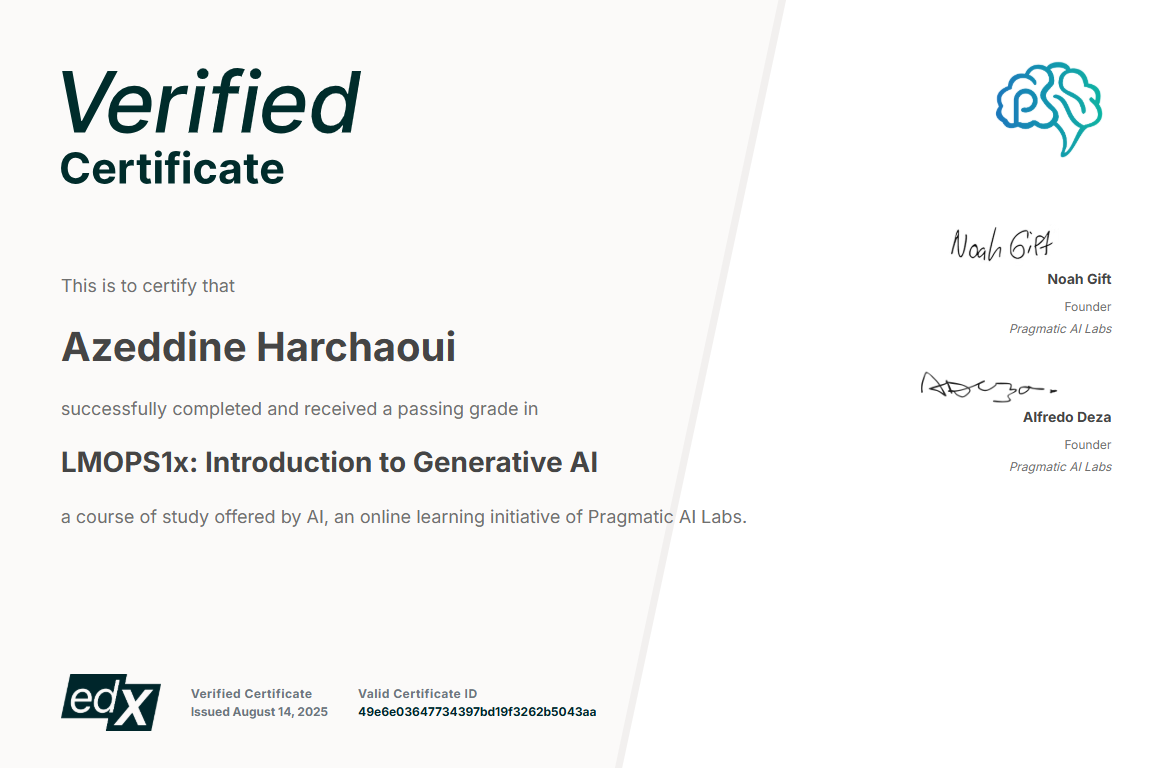 Verified
Certificate
This is to certify that
Azeddine Harchaoui
successfully completed and received a passing grade in
LMOPS1x: Introduction to Generative AI
a course of study offered by AI, an online learning initiative of Pragmatic AI Labs.
Noah Gift
Noah Gift
Founder
Pragmatic AI Labs
Alfredo Deza
Founder
Pragmatic AI Labs
edX
Verified Certificate
Issued August 14, 2025
Valid Certificate ID
49e6e03647734397bd19f3262b5043aa